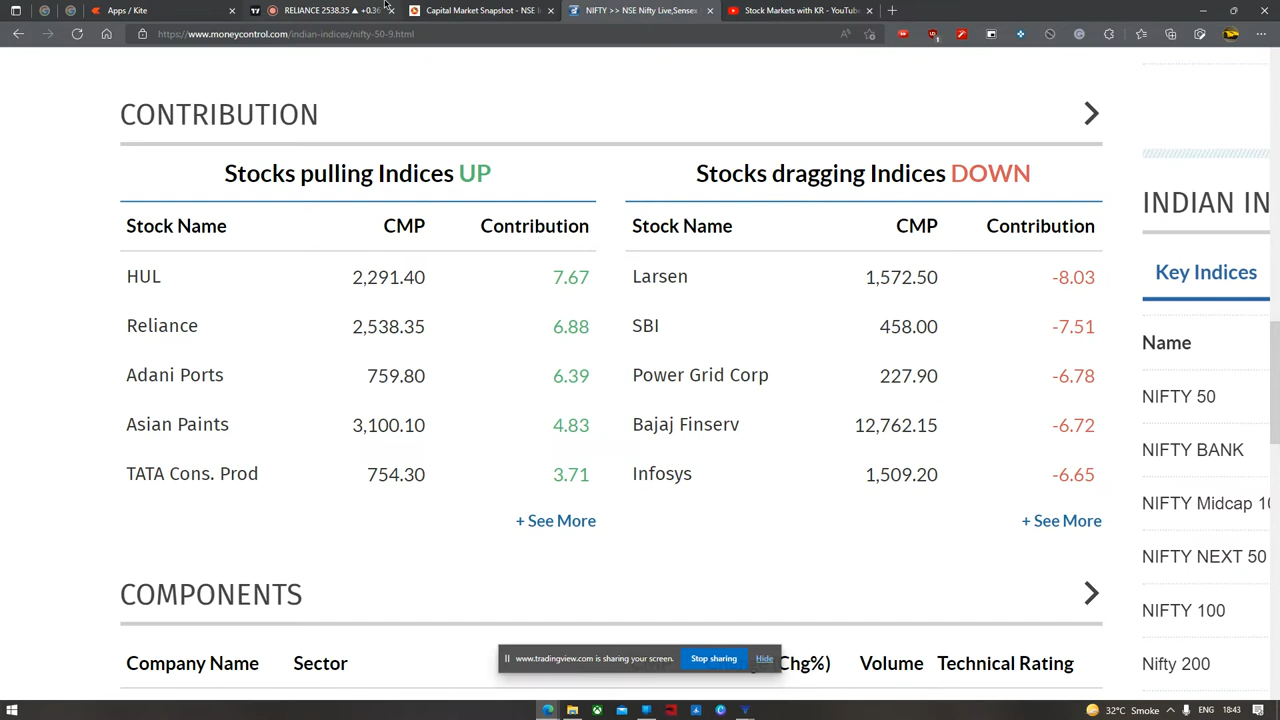 Apps / Kite
RELIANCE 2538.35 ▲ +0.36
Capital Market Snapshot - NSE I
NIFTY >> NSE Nifty Live,Sensex
Stock Markets with KR - YouTube
https://www.moneycontrol.com/indian-indices/nifty-50-9.html
CONTRIBUTION
Stocks pulling Indices UP
Stock Name CMP Contribution
HUL 2,291.40 7.67
Reliance 2,538.35 6.88
Adani Ports 759.80 6.39
Asian Paints 3,100.10 4.83
TATA Cons. Prod 754.30 3.71
+ See More
Stocks dragging Indices DOWN
Stock Name CMP Contribution
Larsen 1,572.50 -8.03
SBI 458.00 -7.51
Power Grid Corp 227.90 -6.78
Bajaj Finserv 12,762.15 -6.72
Infosys 1,509.20 -6.65
+ See More
COMPONENTS
Company Name Sector Chg%) Volume Technical Rating
www.tradingview.com is sharing your screen. Stop sharing Hide
INDIAN IN
Key Indices
Name
NIFTY 50
NIFTY BANK
NIFTY Midcap 10
NIFTY NEXT 50
NIFTY 100
Nifty 200
32°C Smoke ENG 18:43